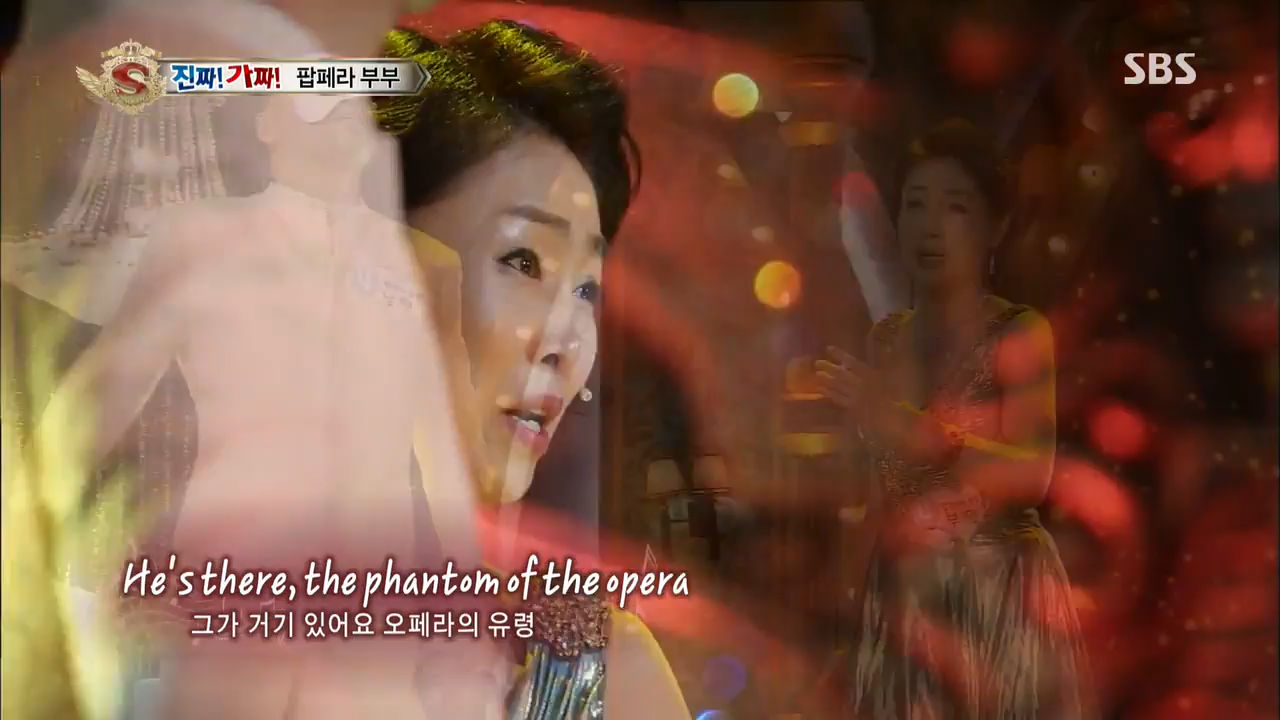 S 진짜! 가짜! 팝페라 부부
SBS
He's there, the phantom of the opera
그가 거기 있어요 오페라의 유령